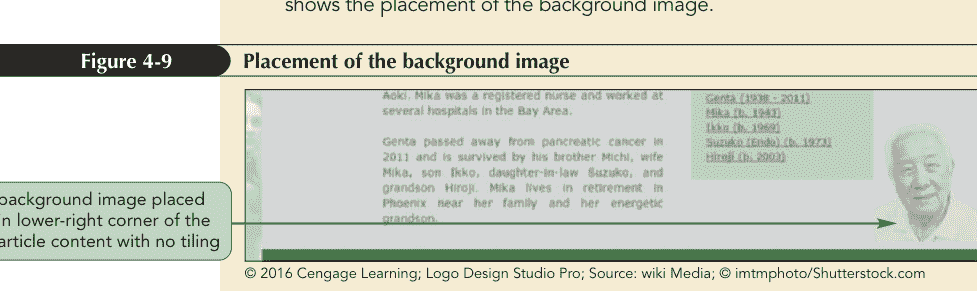 shows the placement of the background image.
Figure 4-9
Placement of the background image
Aoki. Mika was a registered nurse and worked at
several hospitals in the Bay Area.
Genta passed away from pancreatic cancer in
2011 and is survived by his brother Michi, wife
Mika, son Ikko, daughter-in-law Suzuko, and
grandson Hiroji. Mika lives in retirement in
Phoenix near her family and her energetic
grandson.
Genta (1938 - 2011)
Mika (b. 1943)
Ikko (b. 1969)
Suzuko (Endo) (b. 1973)
Hiroji (b. 2003)
background image placed
in lower-right corner of the
article content with no tiling
© 2016 Cengage Learning; Logo Design Studio Pro; Source: wiki Media; © imtmphoto/Shutterstock.com